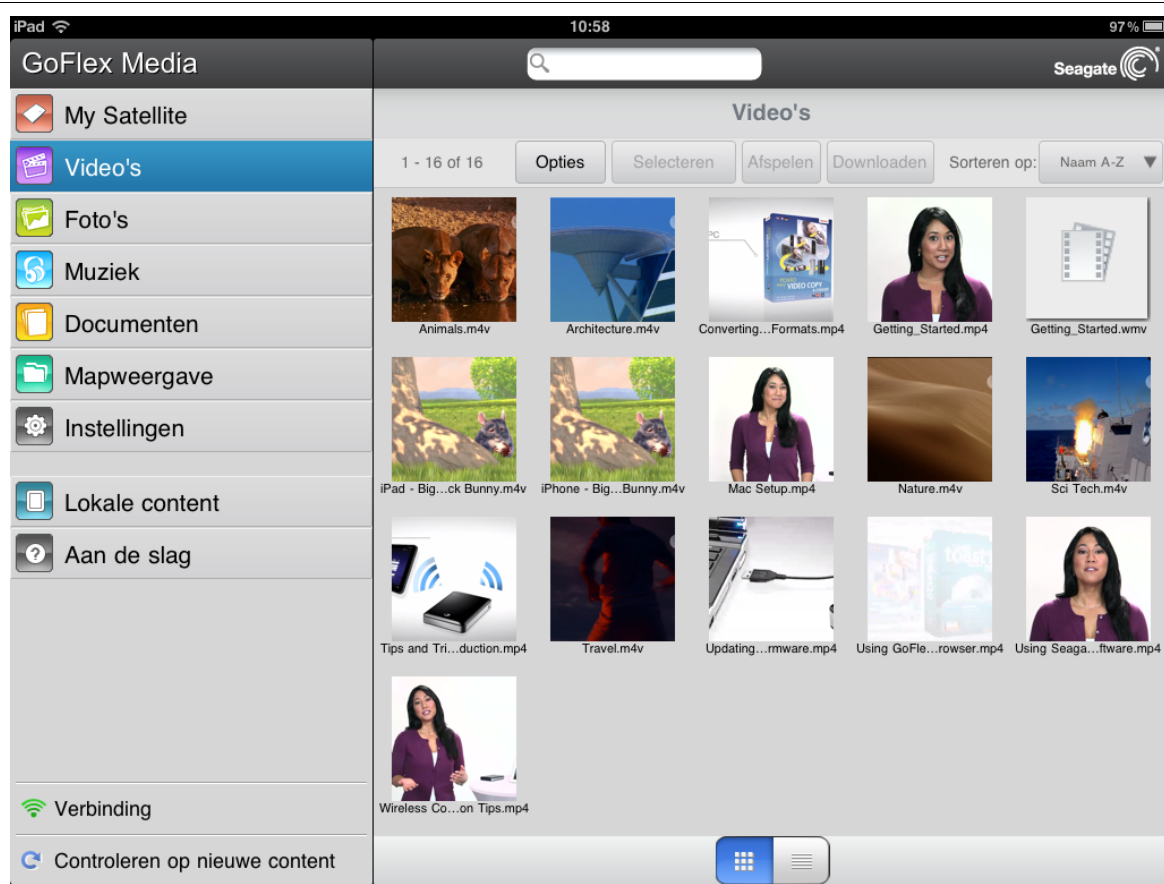 iPad 10:58 97%
GoFlex Media
Seagate
My Satellite
Video's
Foto's
Muziek
Documenten
Mapweergave
Instellingen
Lokale content
Aan de slag
Verbinding
Controleren op nieuwe content
Video's
1 - 16 of 16 Opties Selecteren Afspelen Downloaden Sorteren op: Naam A-Z
PC
VIDEO COPY
toast
Animals.m4v Architecture.m4v Converting...Formats.mp4 Getting_Started.mp4 Getting_Started.wmv
iPad - Big...ck Bunny.m4v iPhone - Big...Bunny.m4v Mac Setup.mp4 Nature.m4v Sci Tech.m4v
Tips and Tri...duction.mp4 Travel.m4v Updating...rmware.mp4 Using GoFle...rowser.mp4 Using Seaga...ftware.mp4
Wireless Co...on Tips.mp4